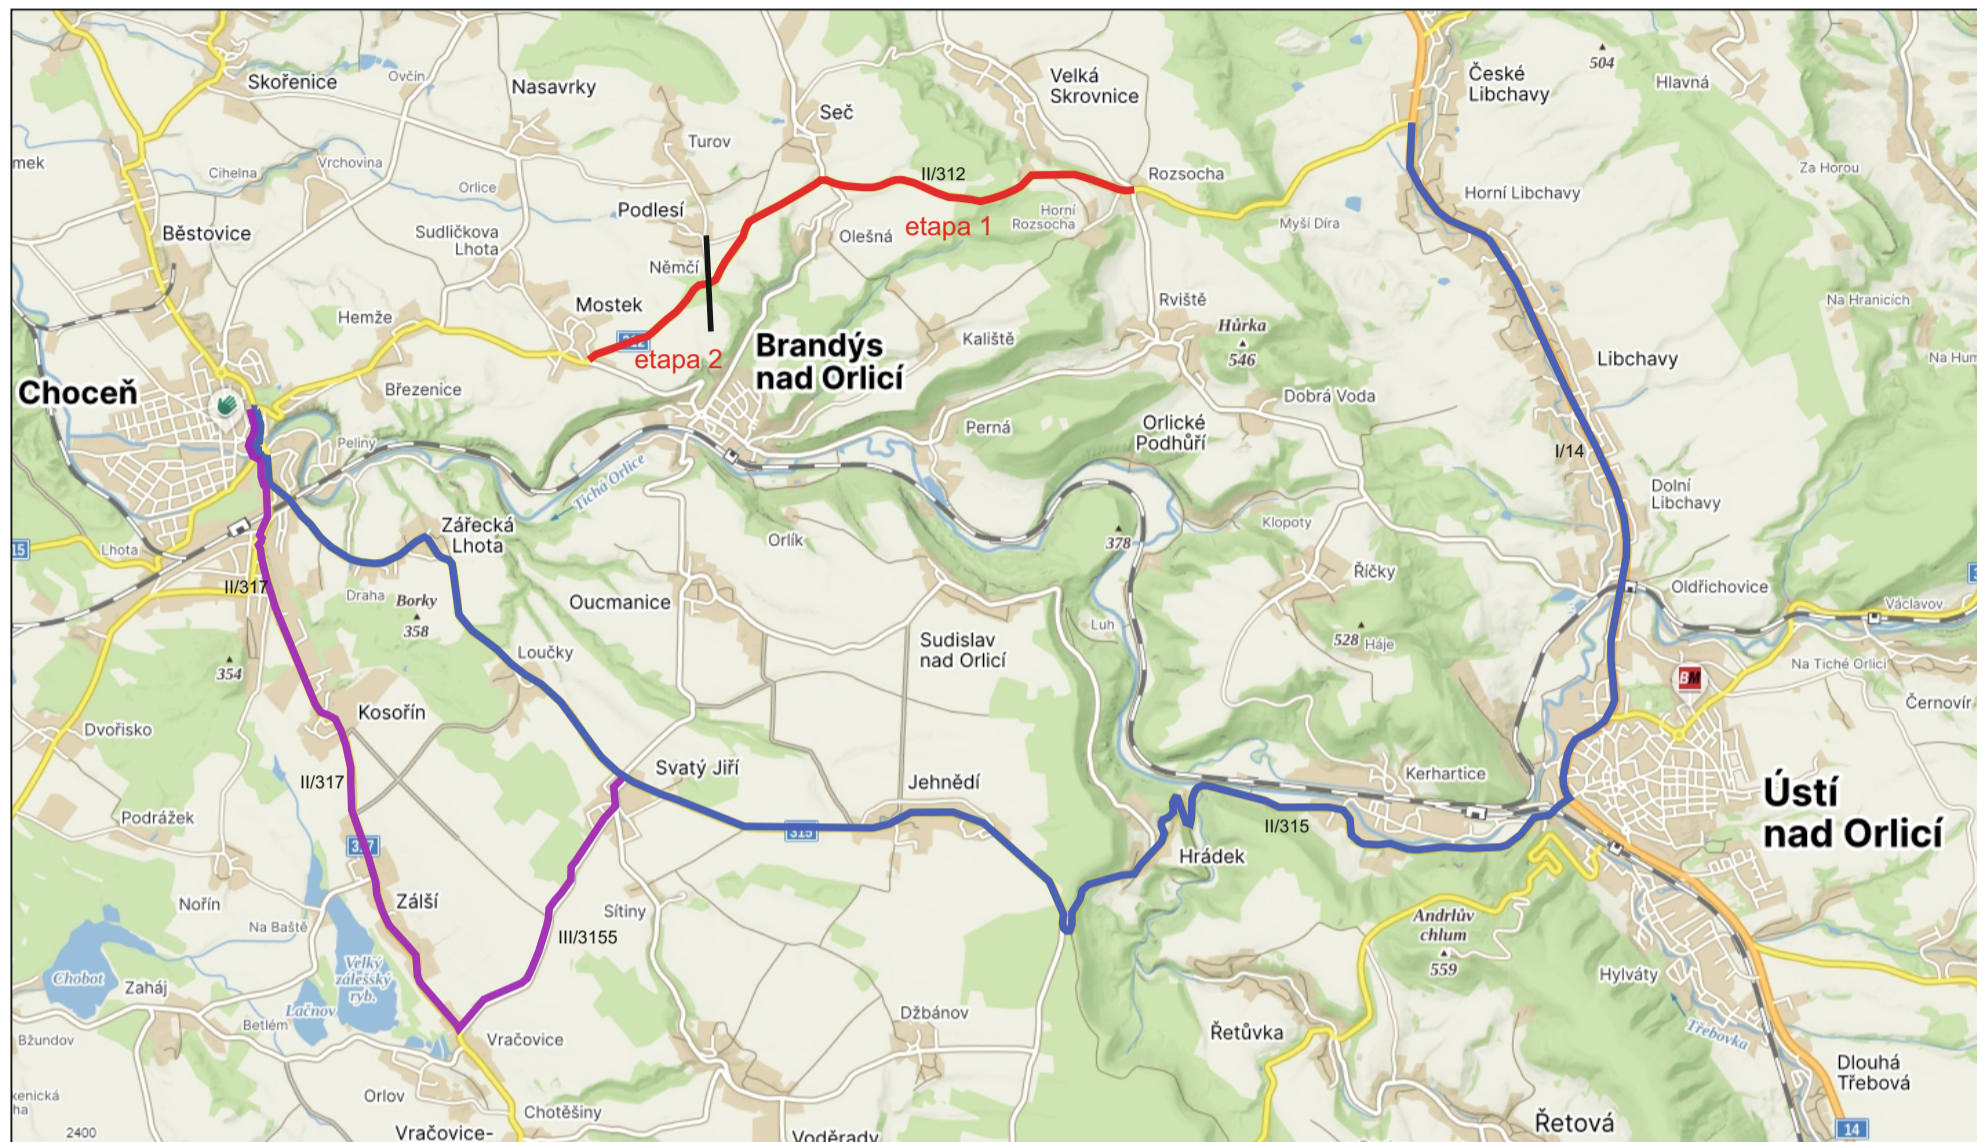 Skořenice
Ovčín
Nasavrky
Velká
Skrovnice
České
Libchavy
504
Hlavná
Seč
Turov
Vrchovina
Cihelna
Orlice
II/312
Rozsocha
Za Horou
Horní Libchavy
Podlesí
Horní
Rozsocha
etapa 1
Myší Díra
Běstovice
Sudličkova
Lhota
Olešná
Němčí
Mostek
Rviště
Na Hranicích
Hemže
etapa 2
Brandýs
nad Orlicí
Kaliště
Hůrka
546
Libchavy
Choceň
Březenice
Dobrá Voda
Perná
Orlické
Podhůří
Peliny
I/14
Tichá Orlice
Dolní
Libchavy
Zářecká
Lhota
Orlík
378
Klopoty
15
Lhota
II/317
Draha
Borky
358
Oucmanice
Říčky
Oldřichovice
Václavov
Luh
528
Háje
Sudislav
nad Orlicí
Loučky
354
Na Tiché Orlici
BM
Kosořín
Černovír
Dvořisko
Svatý Jiří
Jehnědí
Kerhartice
II/317
Ústí
nad Orlicí
Podrážek
315
II/315
Hrádek
317
Zálší
Nořín
Sítiny
Na Baště
III/3155
Andrlův
chlum
559
Velký
zálešský
ryb.
Chobot
Zaháj
Hylváty
Lačnov
Betlém
Džbánov
Řetůvka
Třebovka
Bžundov
Vračovice
Dlouhá
Třebová
Orlov
Chotěšiny
2400
Vračovice-
Voděrady
Řetová
14